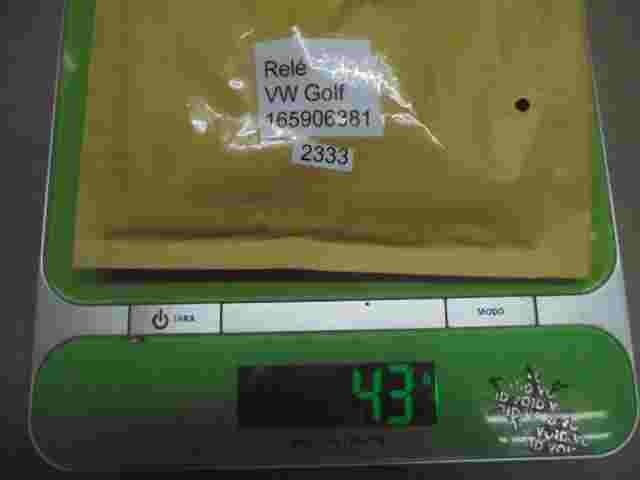 Relé
VW Golf
165906381
2333
TARA
MODO
43